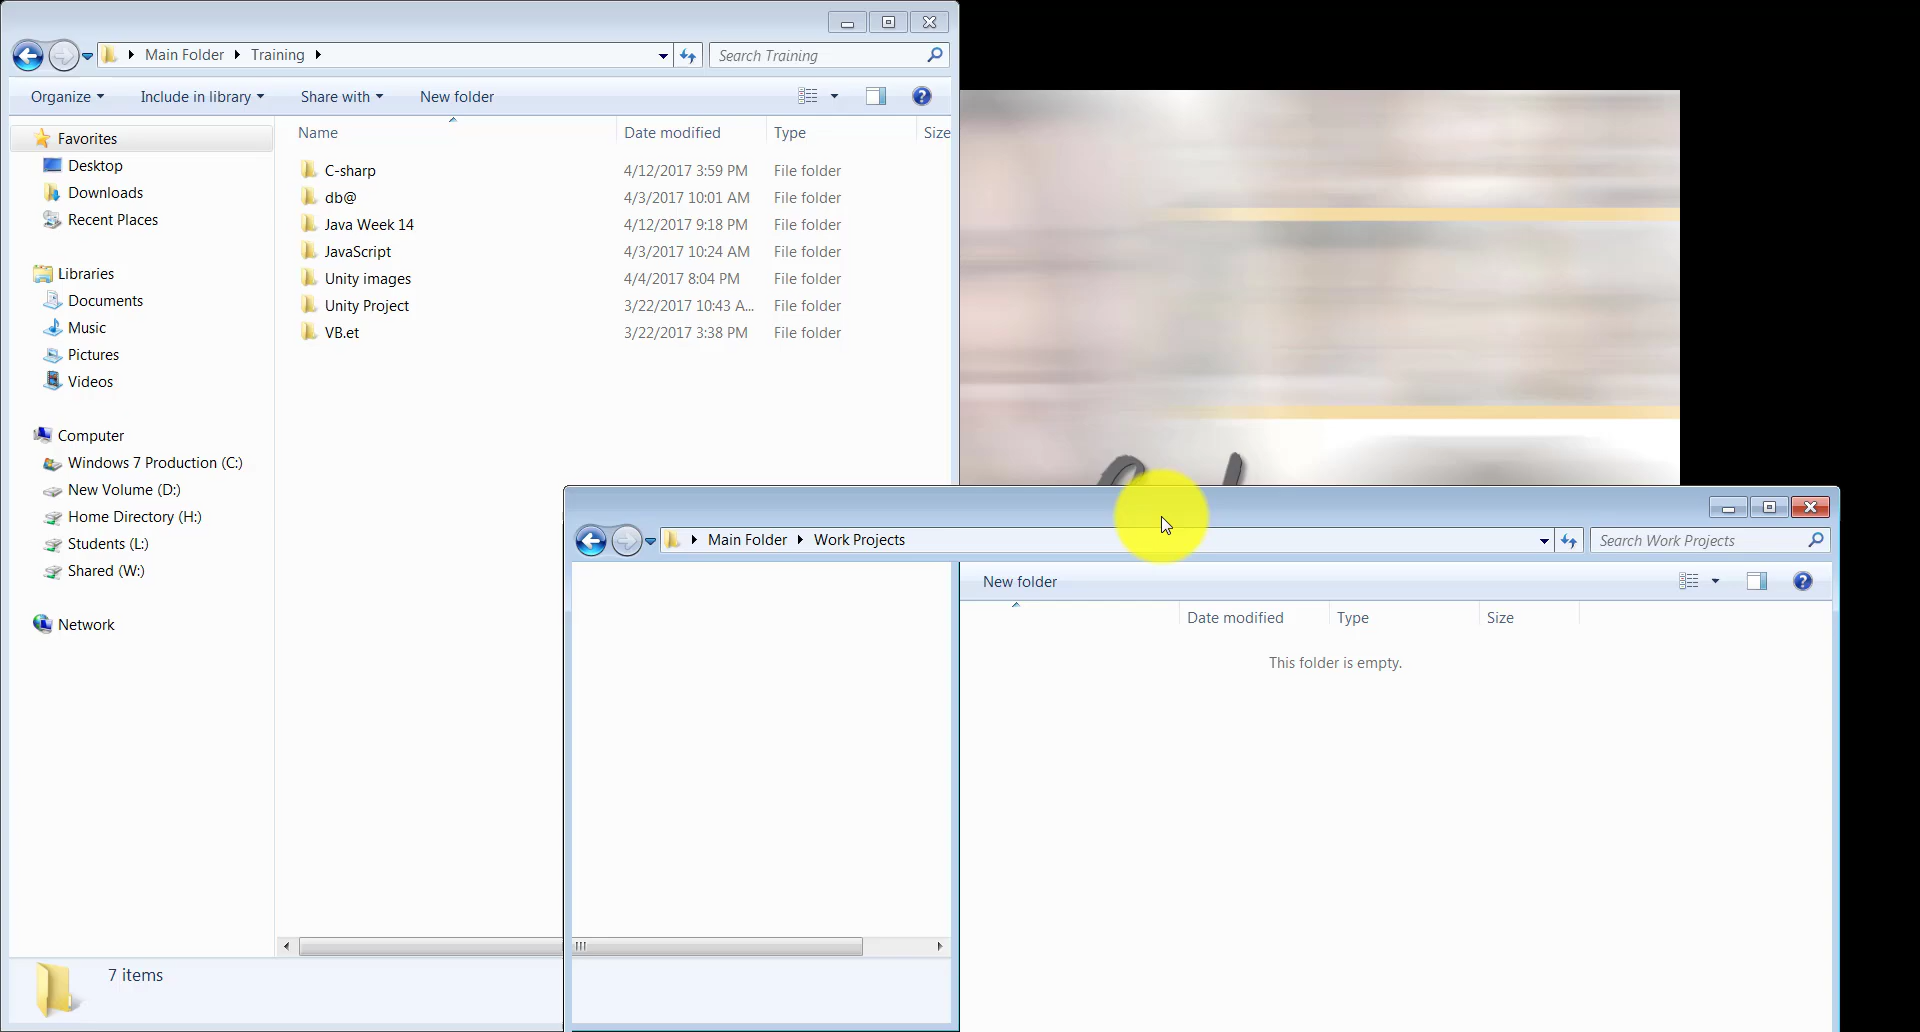 Main Folder Training
Search Training
Organize Include in library Share with New folder
Name Date modified Type Size
Favorites
Desktop
Downloads
Recent Places
Libraries
Documents
Music
Pictures
Videos
Computer
Windows 7 Production (C:)
New Volume (D:)
Home Directory (H:)
Students (L:)
Shared (W:)
Network
C-sharp 4/12/2017 3:59 PM File folder
db@ 4/3/2017 10:01 AM File folder
Java Week 14 4/12/2017 9:18 PM File folder
JavaScript 4/3/2017 10:24 AM File folder
Unity images 4/4/2017 8:04 PM File folder
Unity Project 3/22/2017 10:43 A... File folder
VB.et 3/22/2017 3:38 PM File folder
7 items
Main Folder Work Projects
Search Work Projects
New folder
Date modified Type Size
This folder is empty.